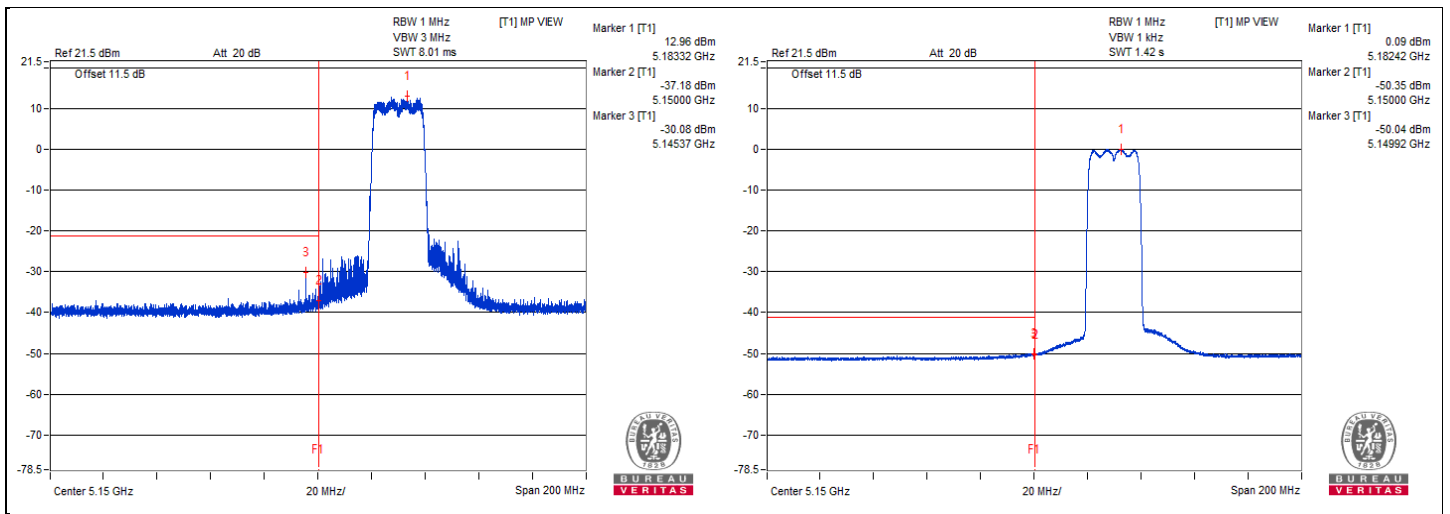 RBW 1 MHz [T1] MP VIEW
VBW 3 MHz
Ref 21.5 dBm Att 20 dB SWT 8.01 ms
Marker 1 [T1]
12.96 dBm
5.18332 GHz
Marker 2 [T1]
-37.18 dBm
5.15000 GHz
Marker 3 [T1]
-30.08 dBm
5.14537 GHz
21.5
Offset 11.5 dB
1
10
0
-10
-20
3
2
-30
-40
-50
-60
-70
F1
-78.5
Center 5.15 GHz 20 MHz/ Span 200 MHz
1828
BUREAU
VERITAS
RBW 1 MHz [T1] MP VIEW
VBW 1 kHz
Ref 21.5 dBm Att 20 dB SWT 1.42 s
Marker 1 [T1]
0.09 dBm
5.18242 GHz
Marker 2 [T1]
-50.35 dBm
5.15000 GHz
Marker 3 [T1]
-50.04 dBm
5.14992 GHz
21.5
Offset 11.5 dB
10
1
0
-10
-20
-30
-40
2
-50
-60
-70
F1
-78.5
Center 5.15 GHz 20 MHz/ Span 200 MHz
1828
BUREAU
VERITAS